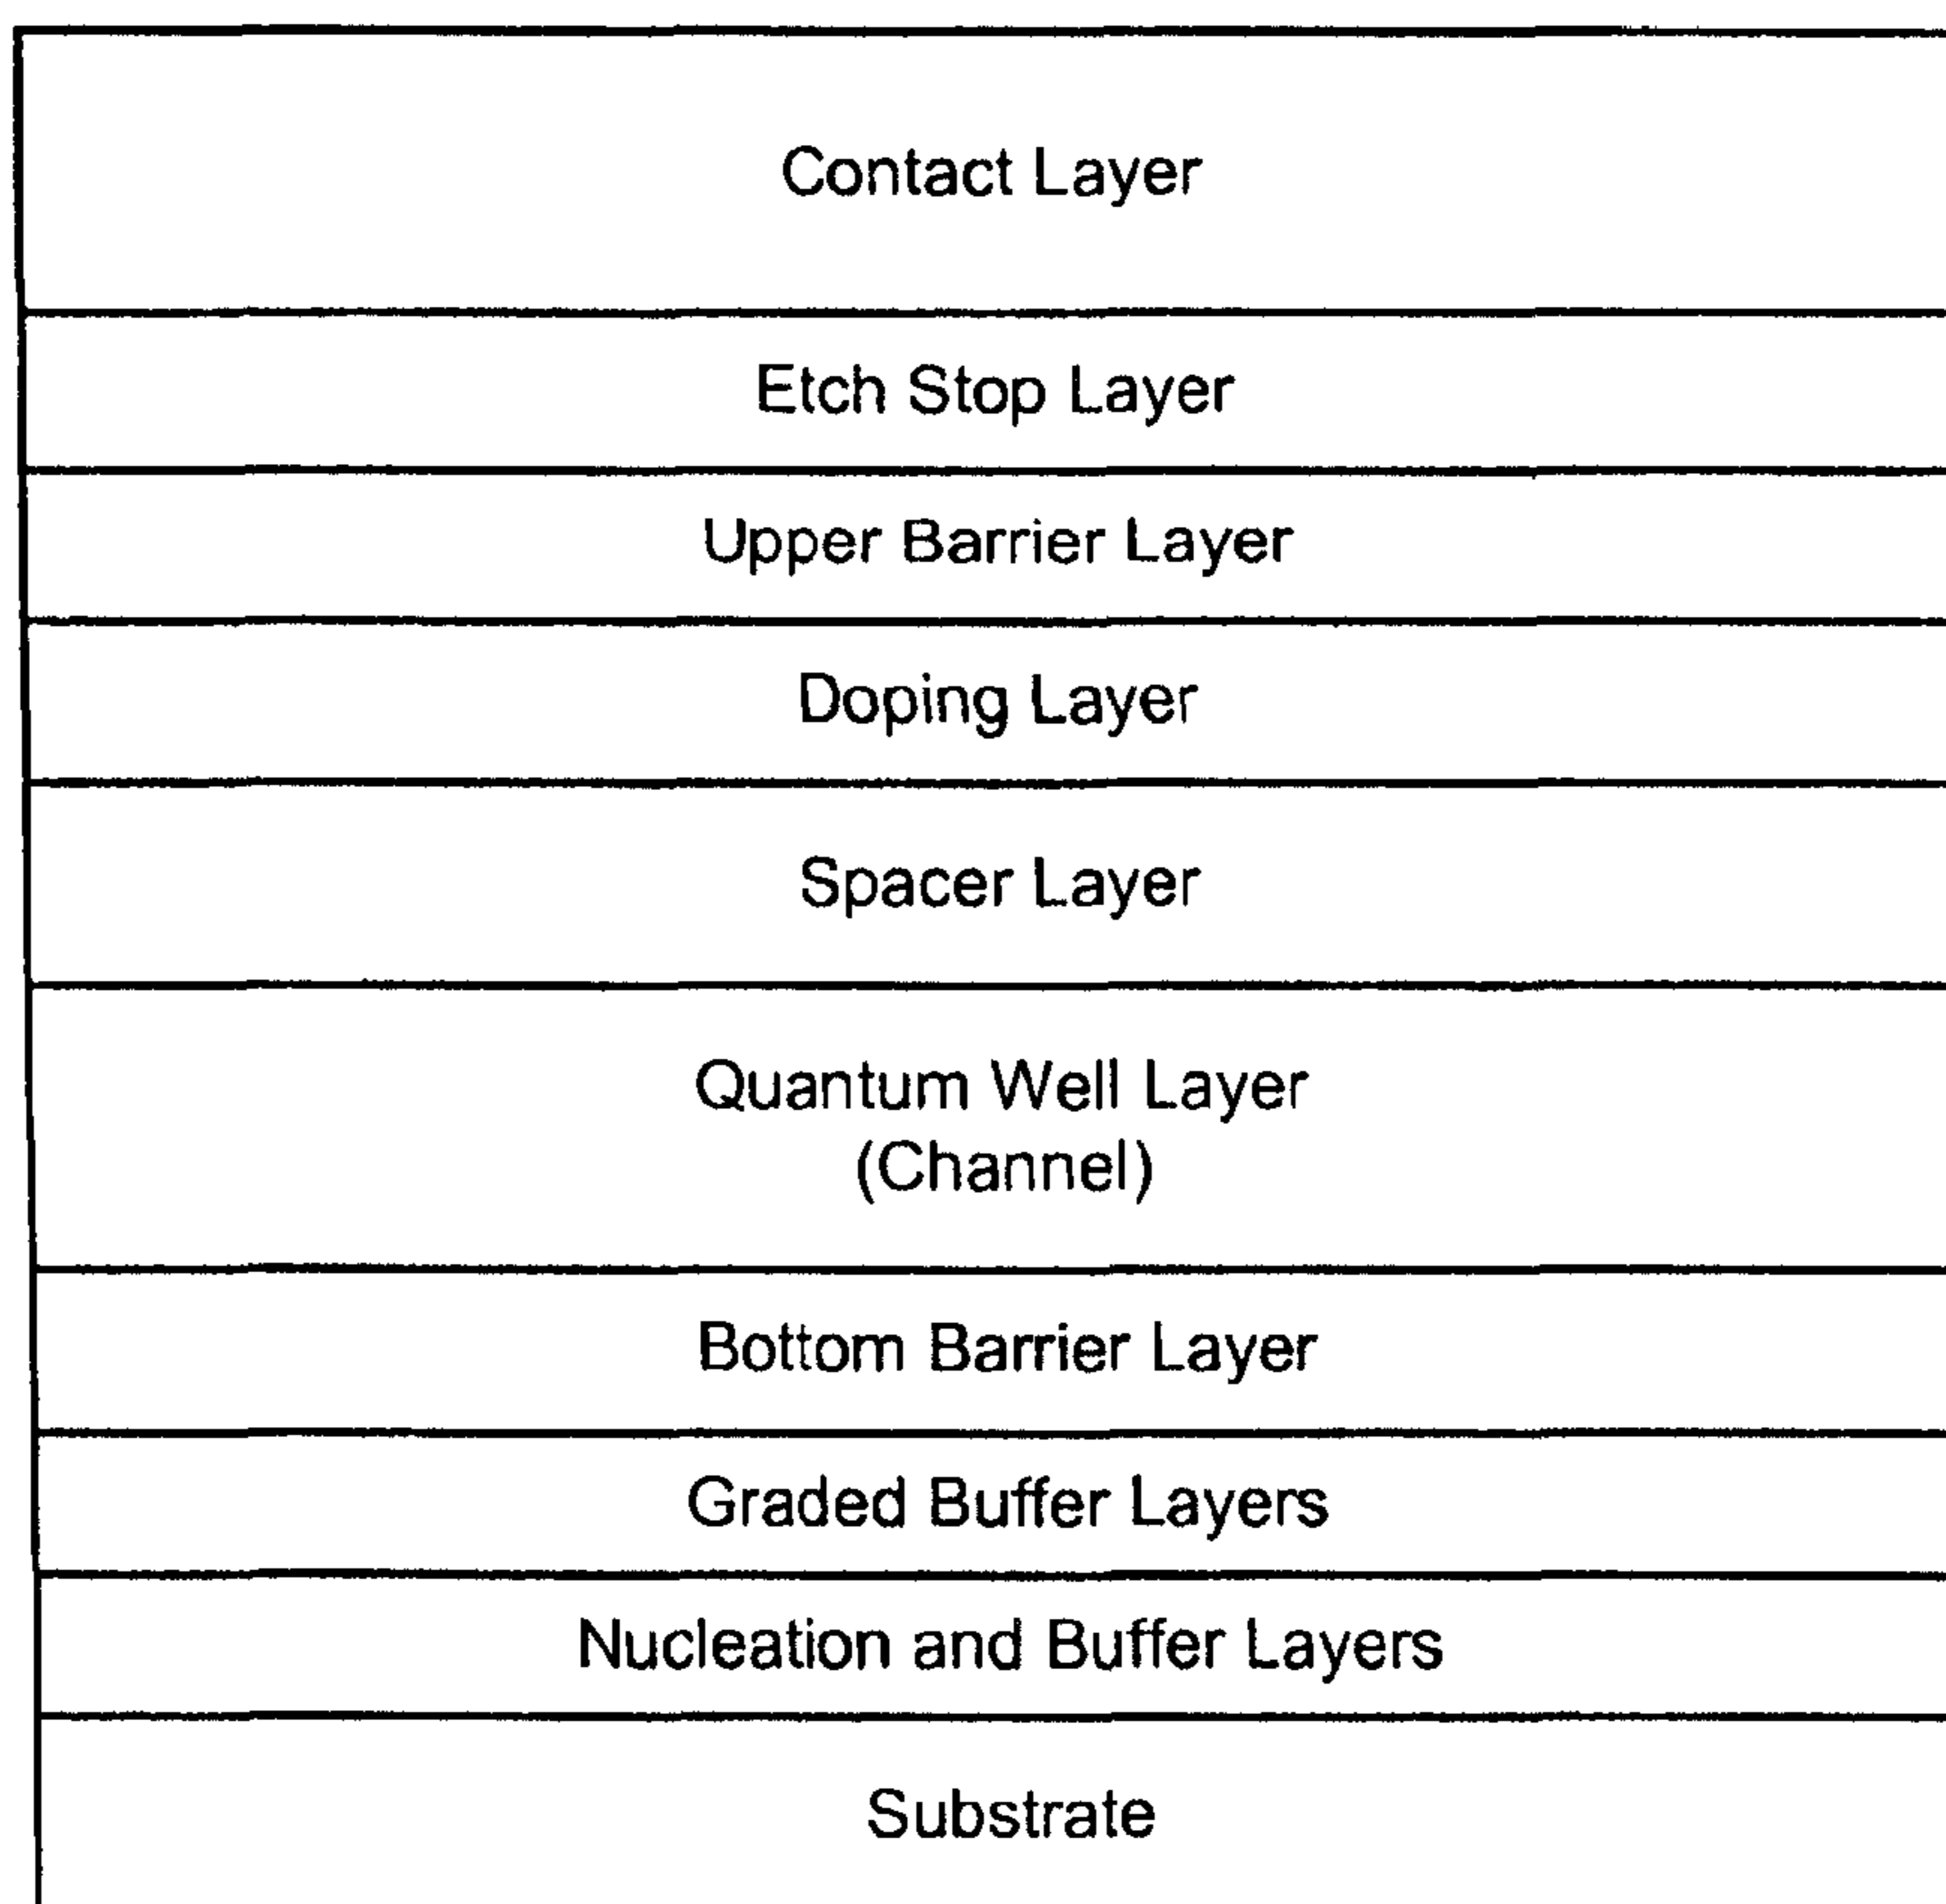 Contact Layer
Etch Stop Layer
Upper Barrier Layer
Doping Layer
Spacer Layer
Quantum Well Layer
(Channel)
Bottom Barrier Layer
Graded Buffer Layers
Nucleation and Buffer Layers
Substrate